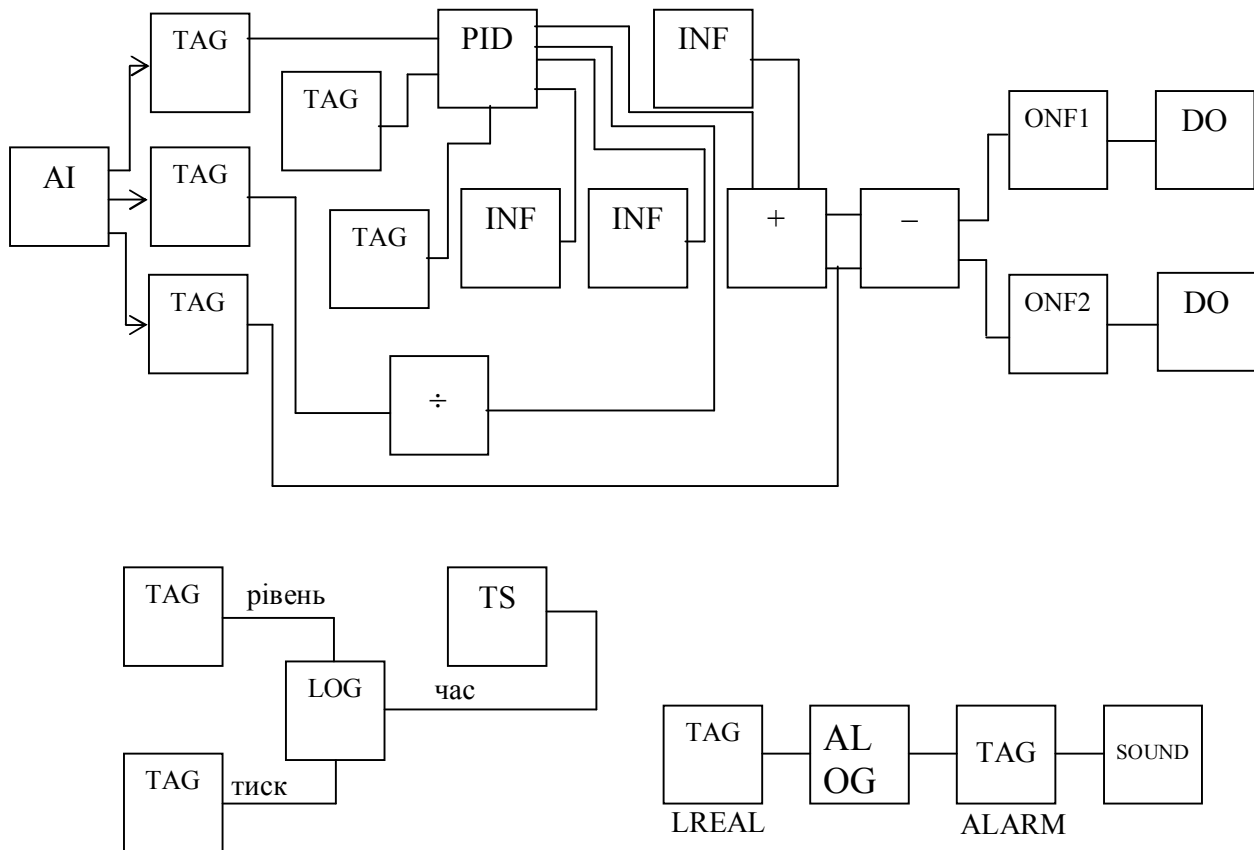 TAG
PID
INF
TAG
ONF1
DO
AI
TAG
TAG
INF
INF
+
–
TAG
ONF2
DO
÷
TAG
рівень
TS
LOG
час
TAG
тиск
TAG
AL
OG
TAG
SOUND
LREAL
ALARM